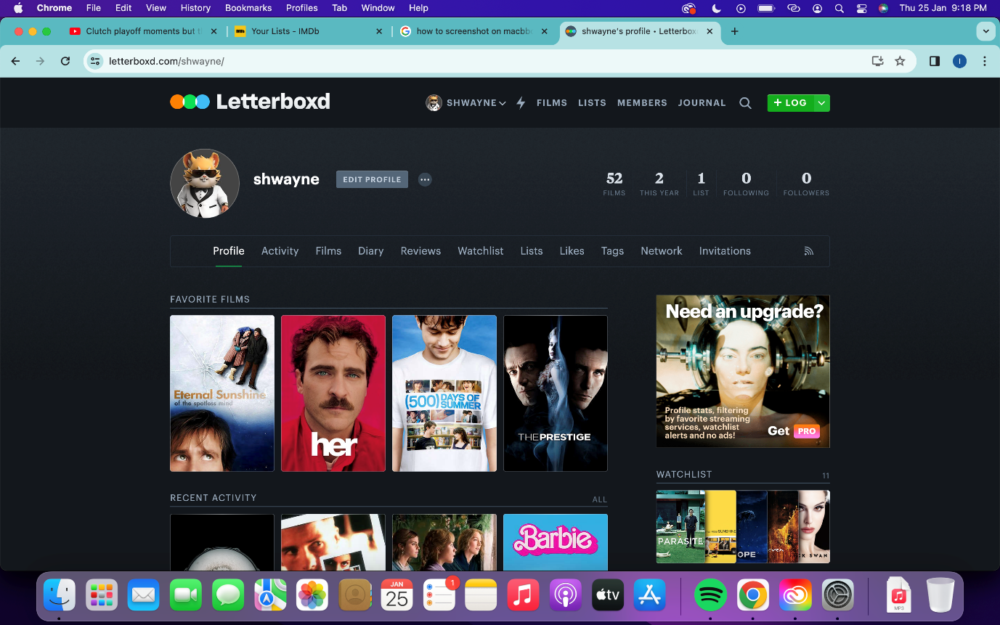 Chrome File Edit View History Bookmarks Profiles Tab Window Help Thu 25 Jan 9:18 PM
Clutch playoff moments but t
Your Lists - IMDb
how to screenshot on macb
shwayne's profile • Letterbox
letterboxd.com/shwayne/
I
Letterboxd
SHWAYNE FILMS LISTS MEMBERS JOURNAL + LOG
shwayne EDIT PROFILE
52 2 1 0 0
FILMS THIS YEAR LIST FOLLOWING FOLLOWERS
Profile Activity Films Diary Reviews Watchlist Lists Likes Tags Network Invitations
FAVORITE FILMS
Eternal Sunshine
of the spotless mind
her
(500) DAYS OF
SUMMER
THE PRESTIGE
Need an upgrade?
Profile stats, filtering
by favorite streaming
services, watchlist
alerts and no ads!
Get PRO
WATCHLIST 11
PARASITE
SUNSHINE
OPE
CK SWAN
RECENT ACTIVITY ALL
Barbie
JAN
25
1
tv
MP3